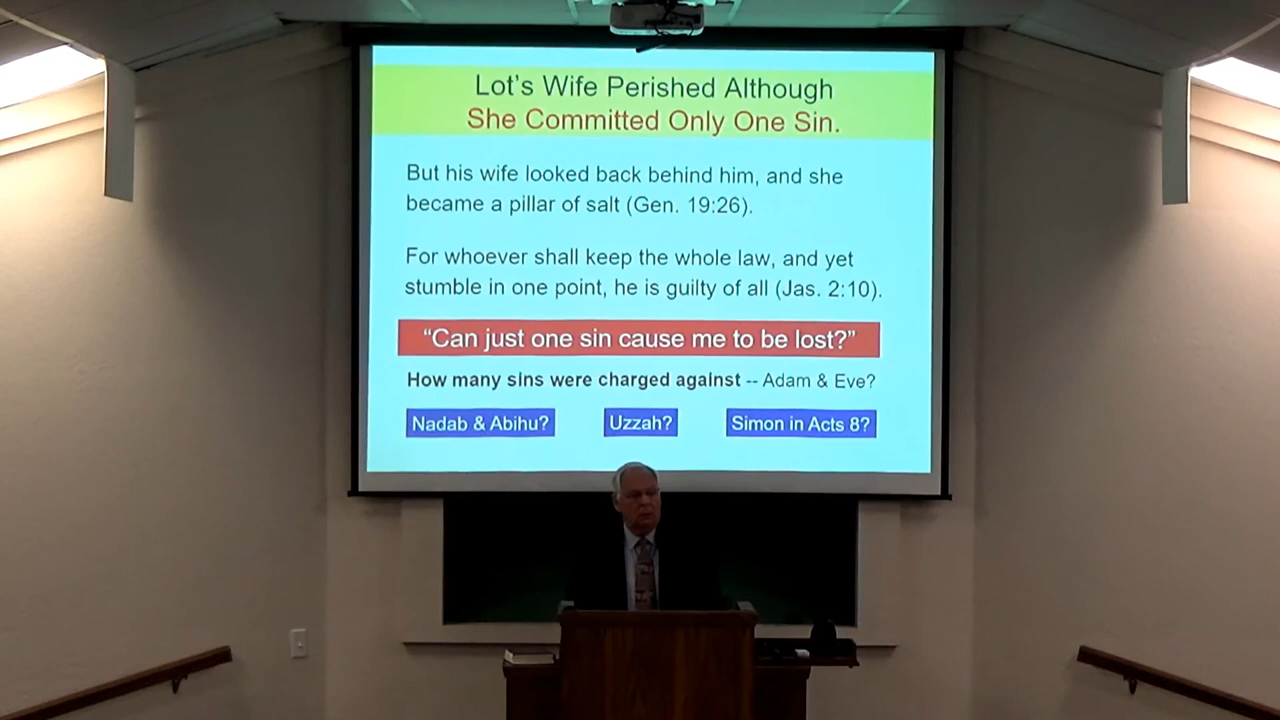 Lot's Wife Perished Although
She Committed Only One Sin.
But his wife looked back behind him, and she
became a pillar of salt (Gen. 19:26).
For whoever shall keep the whole law, and yet
stumble in one point, he is guilty of all (Jas. 2:10).
“Can just one sin cause me to be lost?”
How many sins were charged against -- Adam & Eve?
Nadab & Abihu? Uzzah? Simon in Acts 8?